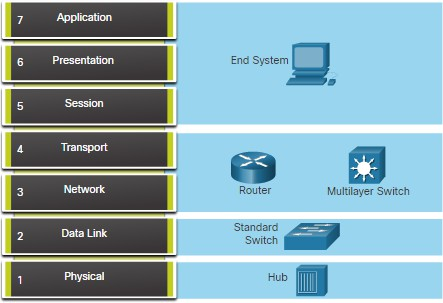 7 Application
6 Presentation
End System
5 Session
4 Transport
3 Network
Router
Multilayer Switch
2 Data Link
Standard
Switch
1 Physical
Hub